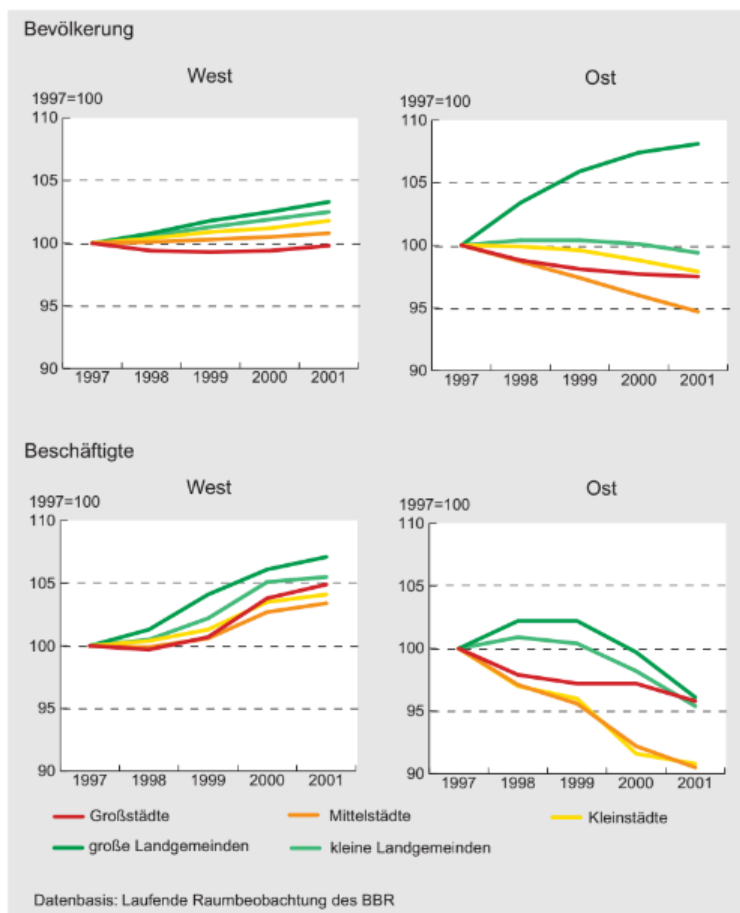 Bevölkerung
West
1997=100
110
105
100
95
90
1997 1998 1999 2000 2001
Ost
1997=100
110
105
100
95
90
1997 1998 1999 2000 2001
Beschäftigte
West
1997=100
110
105
100
95
90
1997 1998 1999 2000 2001
Ost
1997=100
110
105
100
95
90
1997 1998 1999 2000 2001
Großstädte Mittelstädte Kleinstädte
große Landgemeinden kleine Landgemeinden
Datenbasis: Laufende Raumbeobachtung des BBR